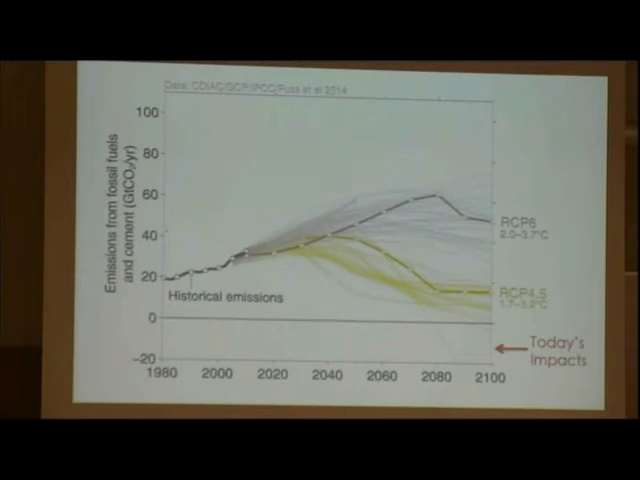 Data: CDIAC/GCP/IPCC/Fuss et al 2014
100
80
60
40
20
0
−20
Emissions from fossil fuels
and cement (GtCO₂/yr)
Historical emissions
RCP6
2.0–3.7°C
RCP4.5
1.7–3.2°C
Today's
Impacts
1980
2000
2020
2040
2060
2080
2100